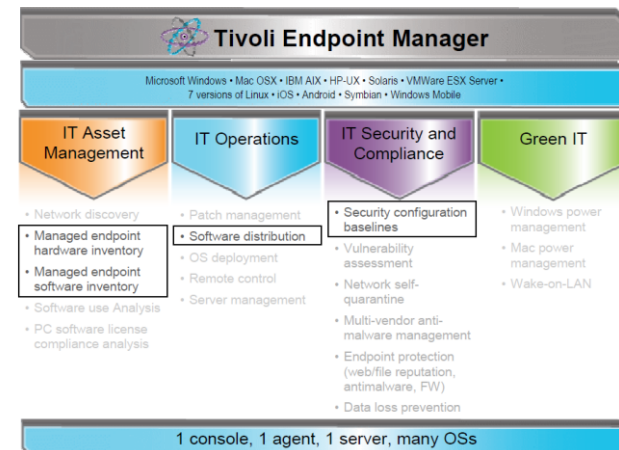 Tivoli Endpoint Manager
Microsoft Windows • Mac OSX • IBM AIX • HP-UX • Solaris • VMWare ESX Server •
7 versions of Linux • iOS • Android • Symbian • Windows Mobile
IT Asset
Management
• Network discovery
• Managed endpoint
hardware inventory
• Managed endpoint
software inventory
• Software use Analysis
• PC software license
compliance analysis
IT Operations
• Patch management
• Software distribution
• OS deployment
• Remote control
• Server management
IT Security and
Compliance
• Security configuration
baselines
• Vulnerability
assessment
• Network self-
quarantine
• Multi-vendor anti-
malware management
• Endpoint protection
(web/file reputation,
antimalware, FW)
• Data loss prevention
Green IT
• Windows power
management
• Mac power
management
• Wake-on-LAN
1 console, 1 agent, 1 server, many OSs